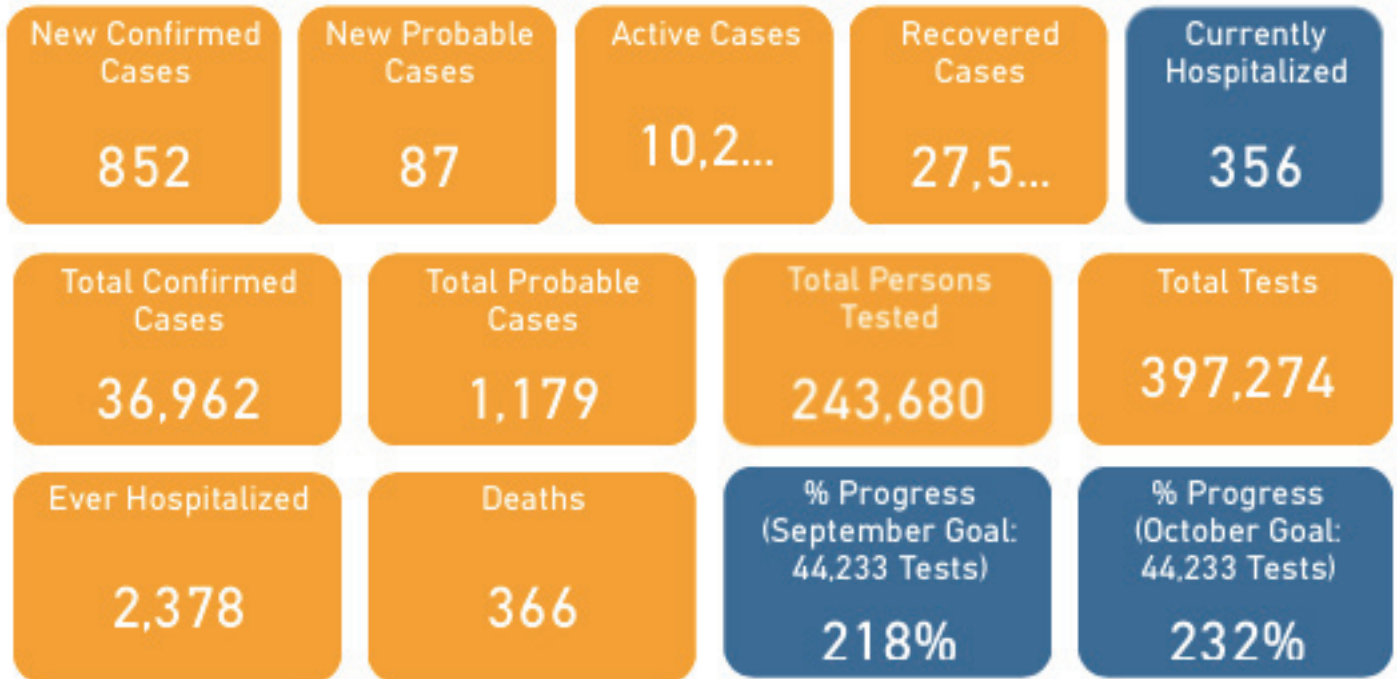 New Confirmed
Cases
852
New Probable
Cases
87
Active Cases
10,2...
Recovered
Cases
27,5...
Currently
Hospitalized
356
Total Confirmed
Cases
36,962
Total Probable
Cases
1,179
Total Persons
Tested
243,680
Total Tests
397,274
Ever Hospitalized
2,378
Deaths
366
% Progress
(September Goal:
44,233 Tests)
218%
% Progress
(October Goal:
44,233 Tests)
232%